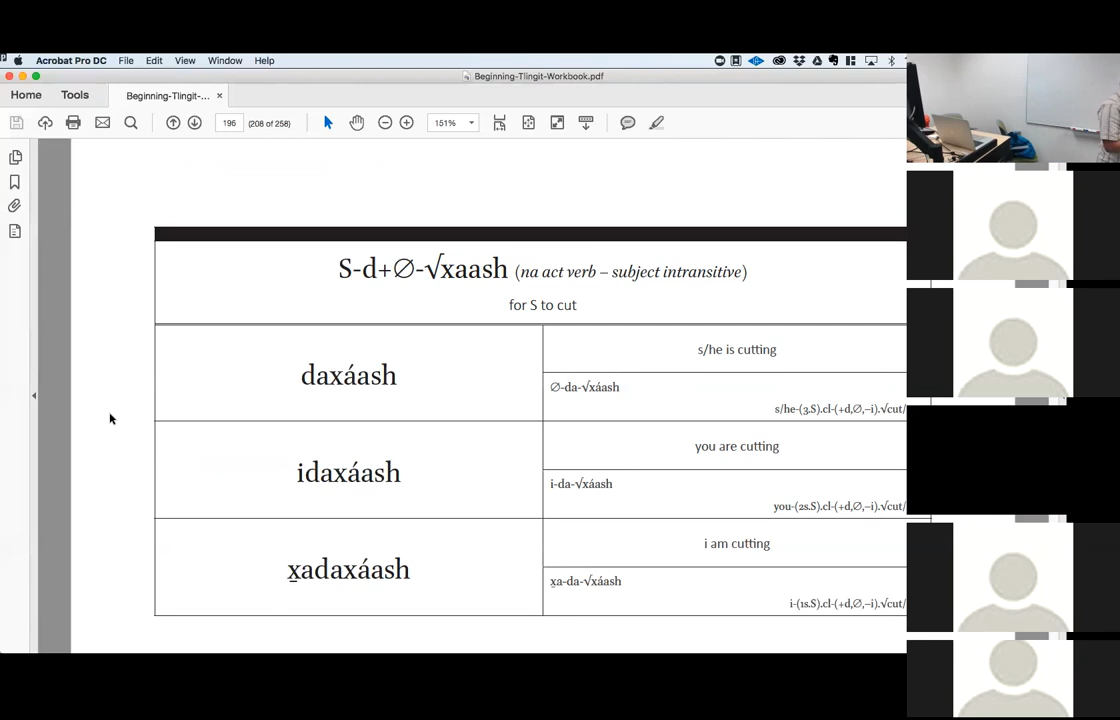 Acrobat Pro DC File Edit View Window Help
Beginning-Tlingit-Workbook.pdf
Home Tools Beginning-Tlingit-... ×
196 (208 of 258) 151%
S-d+∅-√xaash (na act verb – subject intransitive)
for S to cut
daxáash
s/he is cutting
∅-da-√xáash
s/he-(3.S).cl-(+d,∅,–i).√cut/
idaxáash
you are cutting
i-da-√xáash
you-(2s.S).cl-(+d,∅,–i).√cut/
x̱adaxáash
i am cutting
x̱a-da-√xáash
i-(1s.S).cl-(+d,∅,–i).√cut/